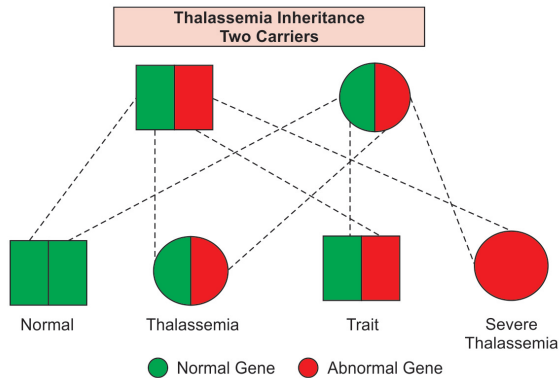 Thalassemia Inheritance
Two Carriers
Normal
Thalassemia
Trait
Severe
Thalassemia
Normal Gene
Abnormal Gene